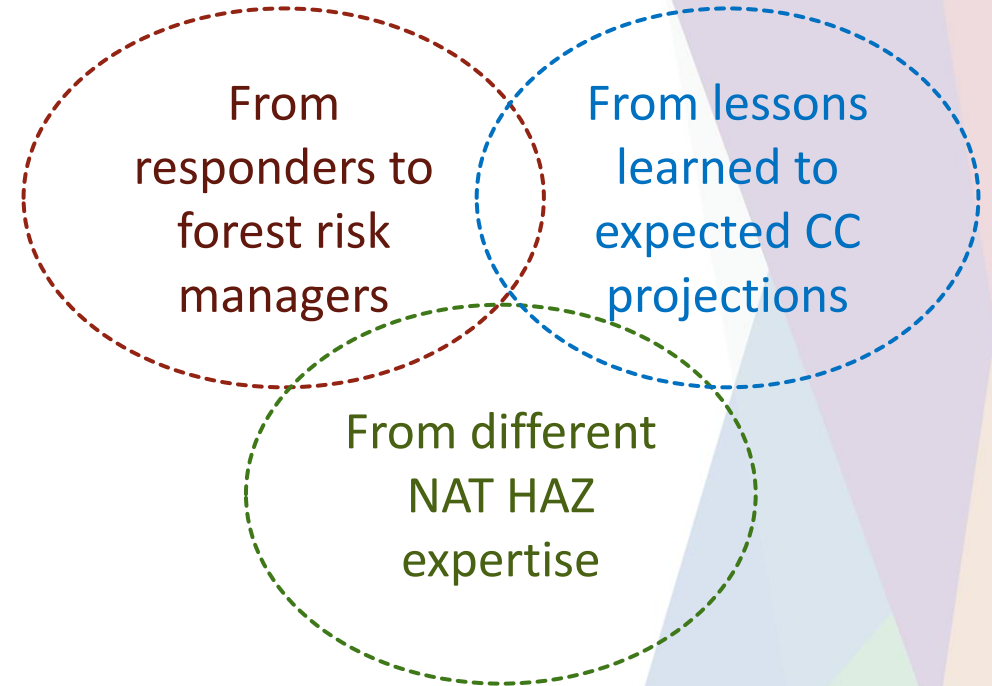 From
responders to
forest risk
managers
From lessons
learned to
expected CC
projections
From different
NAT HAZ
expertise